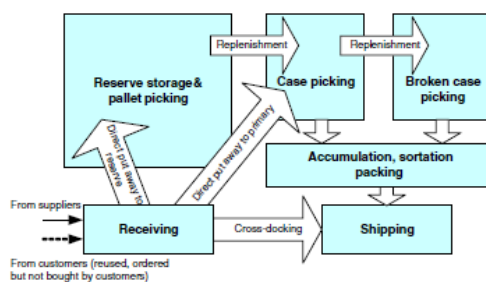 Replenishment
Replenishment
Reserve storage &
pallet picking
Case picking
Broken case
picking
Direct put away to
reserve
Direct put away to primary
Accumulation, sortation
packing
From suppliers
Receiving
Cross-docking
Shipping
From customers (reused, ordered
but not bought by customers)